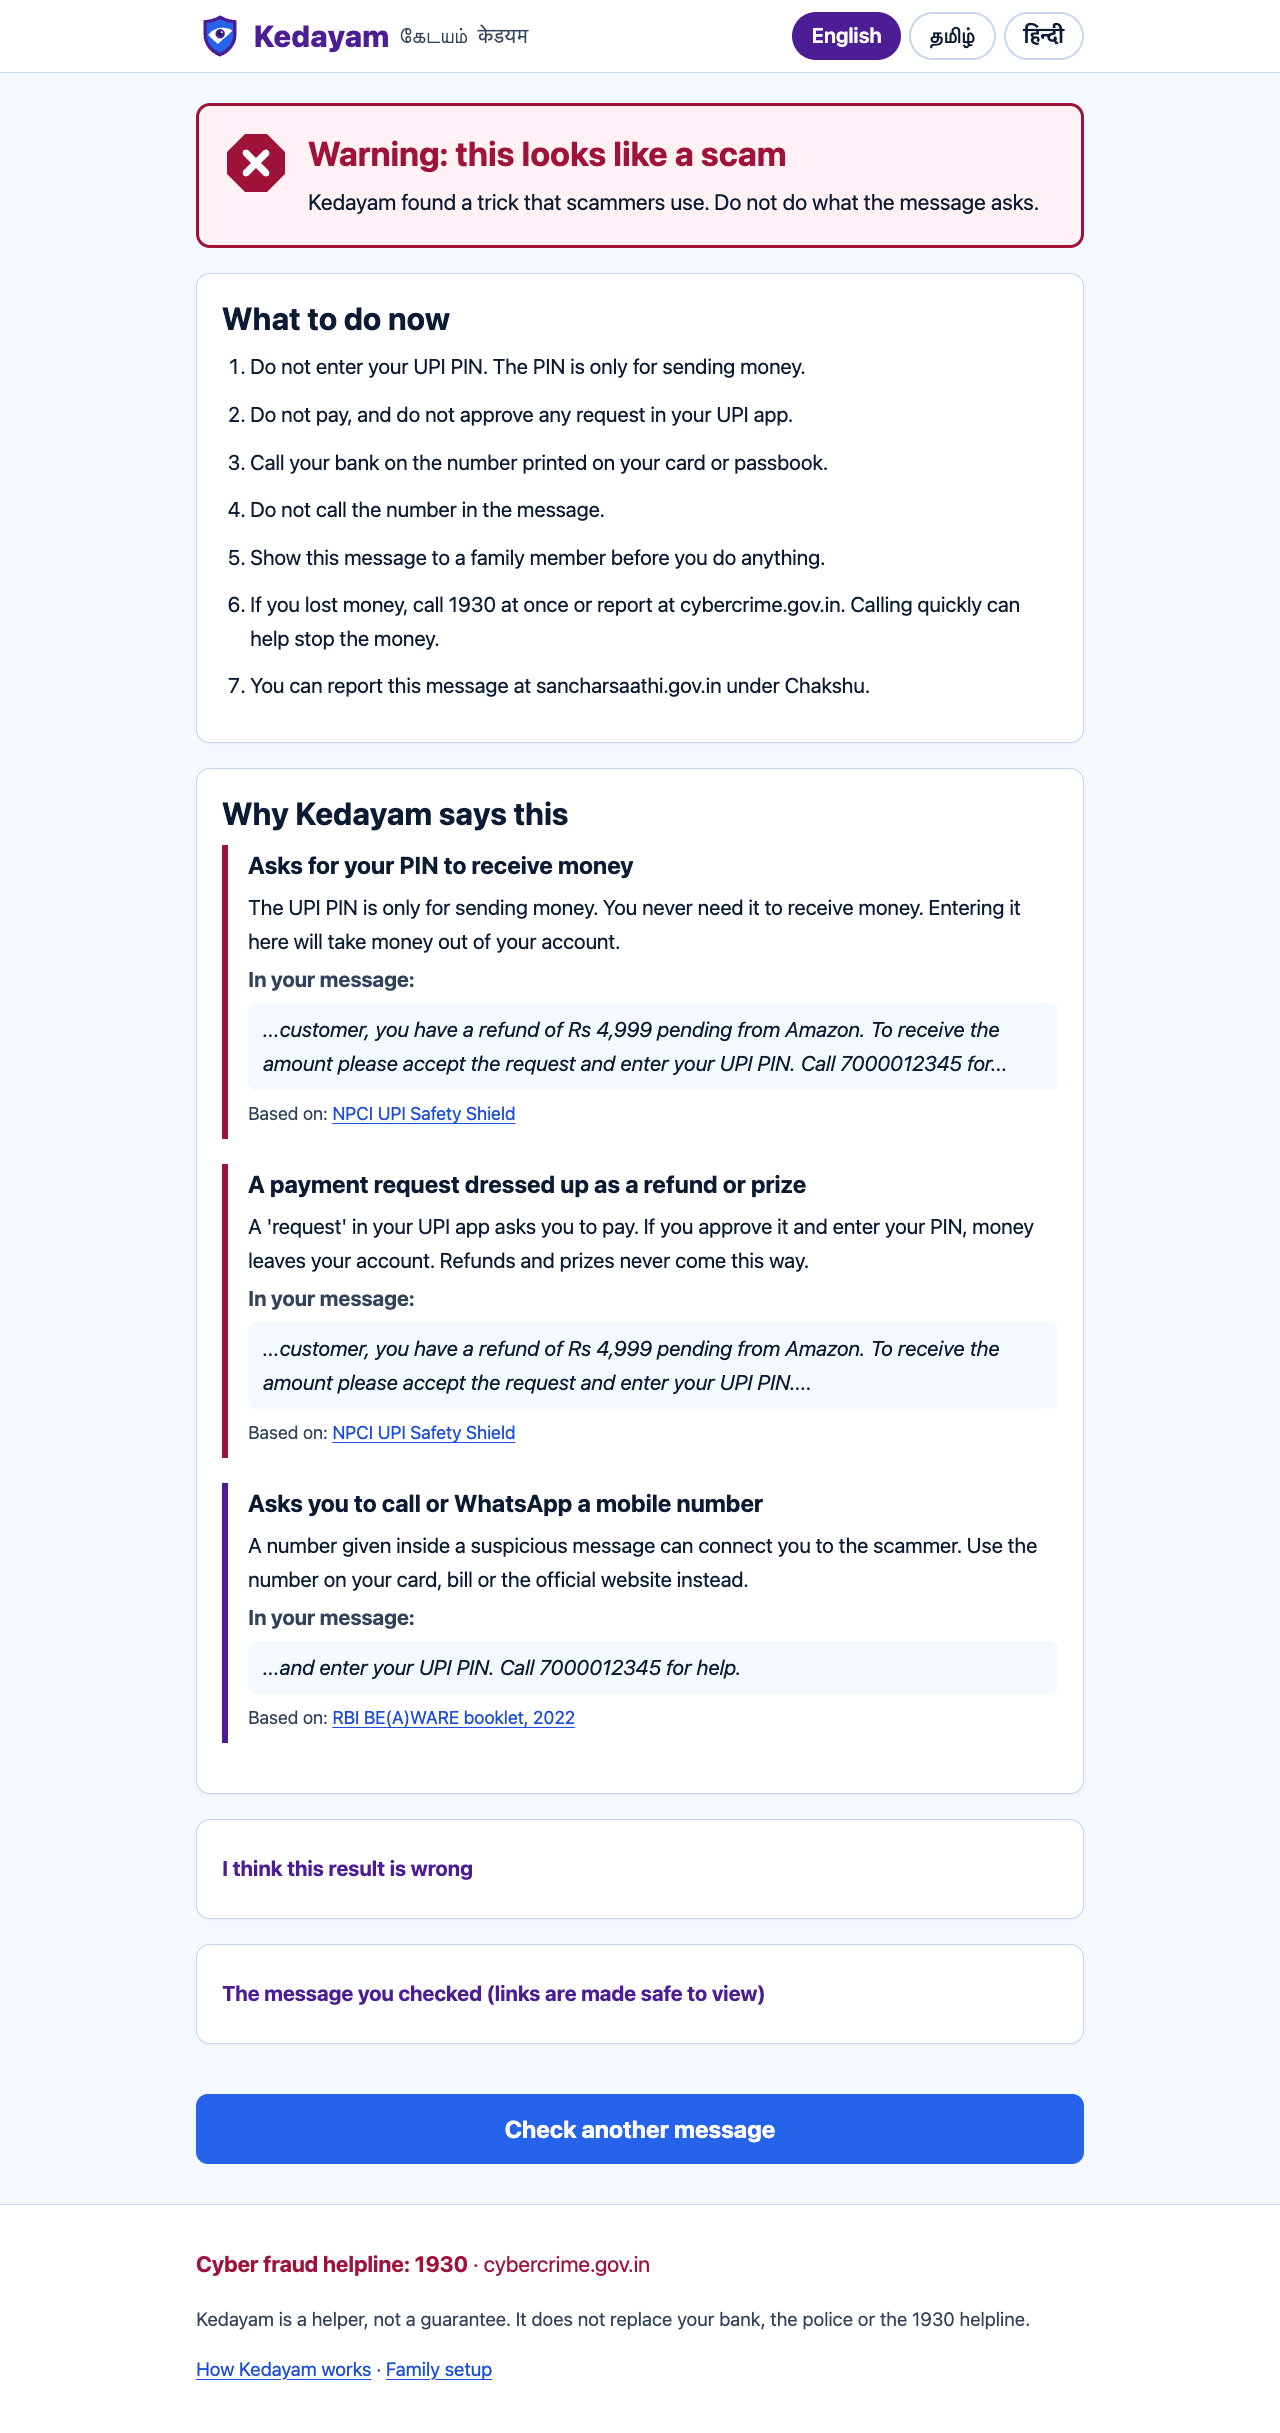 Kedayam கேடயம் केडयम
English தமிழ் हिन्दी
Warning: this looks like a scam
Kedayam found a trick that scammers use. Do not do what the message asks.
What to do now
1. Do not enter your UPI PIN. The PIN is only for sending money.
2. Do not pay, and do not approve any request in your UPI app.
3. Call your bank on the number printed on your card or passbook.
4. Do not call the number in the message.
5. Show this message to a family member before you do anything.
6. If you lost money, call 1930 at once or report at cybercrime.gov.in. Calling quickly can
help stop the money.
7. You can report this message at sancharsaathi.gov.in under Chakshu.
Why Kedayam says this
Asks for your PIN to receive money
The UPI PIN is only for sending money. You never need it to receive money. Entering it
here will take money out of your account.
In your message:
...customer, you have a refund of Rs 4,999 pending from Amazon. To receive the
amount please accept the request and enter your UPI PIN. Call 7000012345 for...
Based on: NPCI UPI Safety Shield
A payment request dressed up as a refund or prize
A 'request' in your UPI app asks you to pay. If you approve it and enter your PIN, money
leaves your account. Refunds and prizes never come this way.
In your message:
...customer, you have a refund of Rs 4,999 pending from Amazon. To receive the
amount please accept the request and enter your UPI PIN....
Based on: NPCI UPI Safety Shield
Asks you to call or WhatsApp a mobile number
A number given inside a suspicious message can connect you to the scammer. Use the
number on your card, bill or the official website instead.
In your message:
...and enter your UPI PIN. Call 7000012345 for help.
Based on: RBI BE(A)WARE booklet, 2022
I think this result is wrong
The message you checked (links are made safe to view)
Check another message
Cyber fraud helpline: 1930 · cybercrime.gov.in
Kedayam is a helper, not a guarantee. It does not replace your bank, the police or the 1930 helpline.
How Kedayam works · Family setup